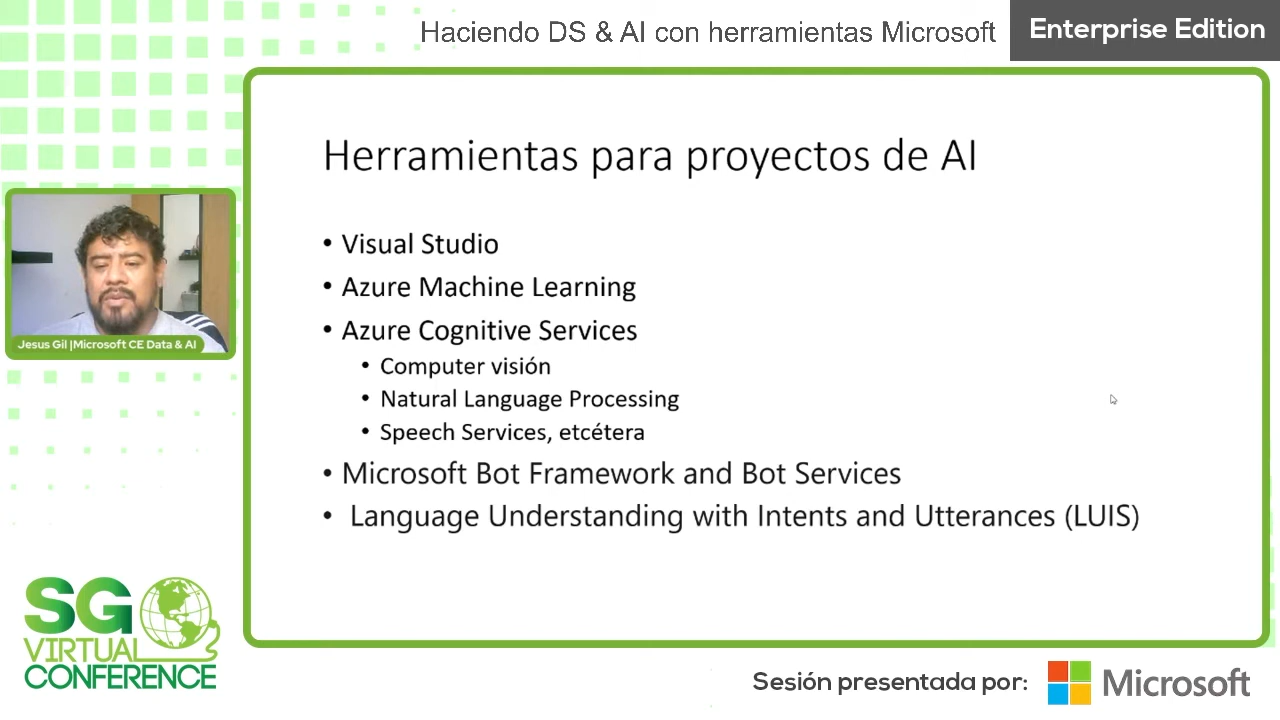 Haciendo DS & AI con herramientas Microsoft
Enterprise Edition
Herramientas para proyectos de AI
• Visual Studio
• Azure Machine Learning
• Azure Cognitive Services
• Computer visión
• Natural Language Processing
• Speech Services, etcétera
• Microsoft Bot Framework and Bot Services
• Language Understanding with Intents and Utterances (LUIS)
Jesus Gil |Microsoft CE Data & AI
SG
VIRTUAL
CONFERENCE
Sesión presentada por:
Microsoft